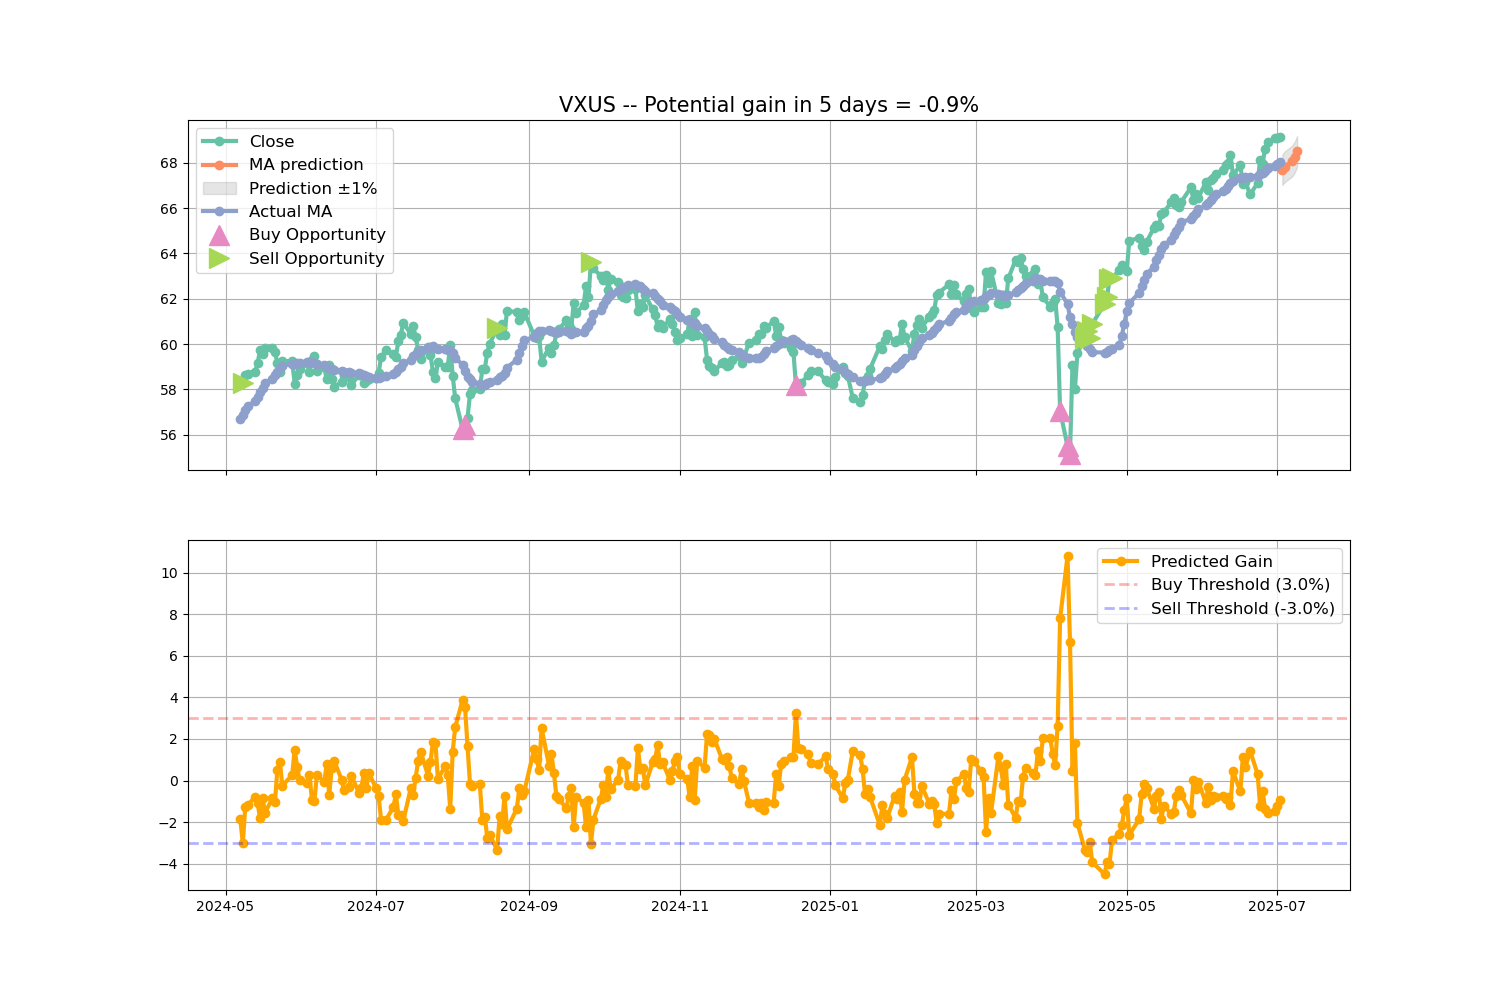 VXUS -- Potential gain in 5 days = -0.9%
Close
MA prediction
Prediction ±1%
Actual MA
Buy Opportunity
Sell Opportunity
68
66
64
62
60
58
56
Predicted Gain
Buy Threshold (3.0%)
Sell Threshold (-3.0%)
10
8
6
4
2
0
−2
−4
2024-05 2024-07 2024-09 2024-11 2025-01 2025-03 2025-05 2025-07